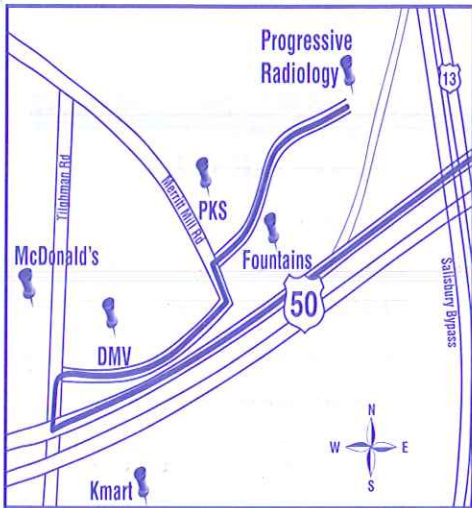 Progressive
Radiology
13
Tilghman Rd
Merritt Mill Rd
PKS
McDonald's
Fountains
50
Salisbury Bypass
DMV
N
W
E
S
Kmart